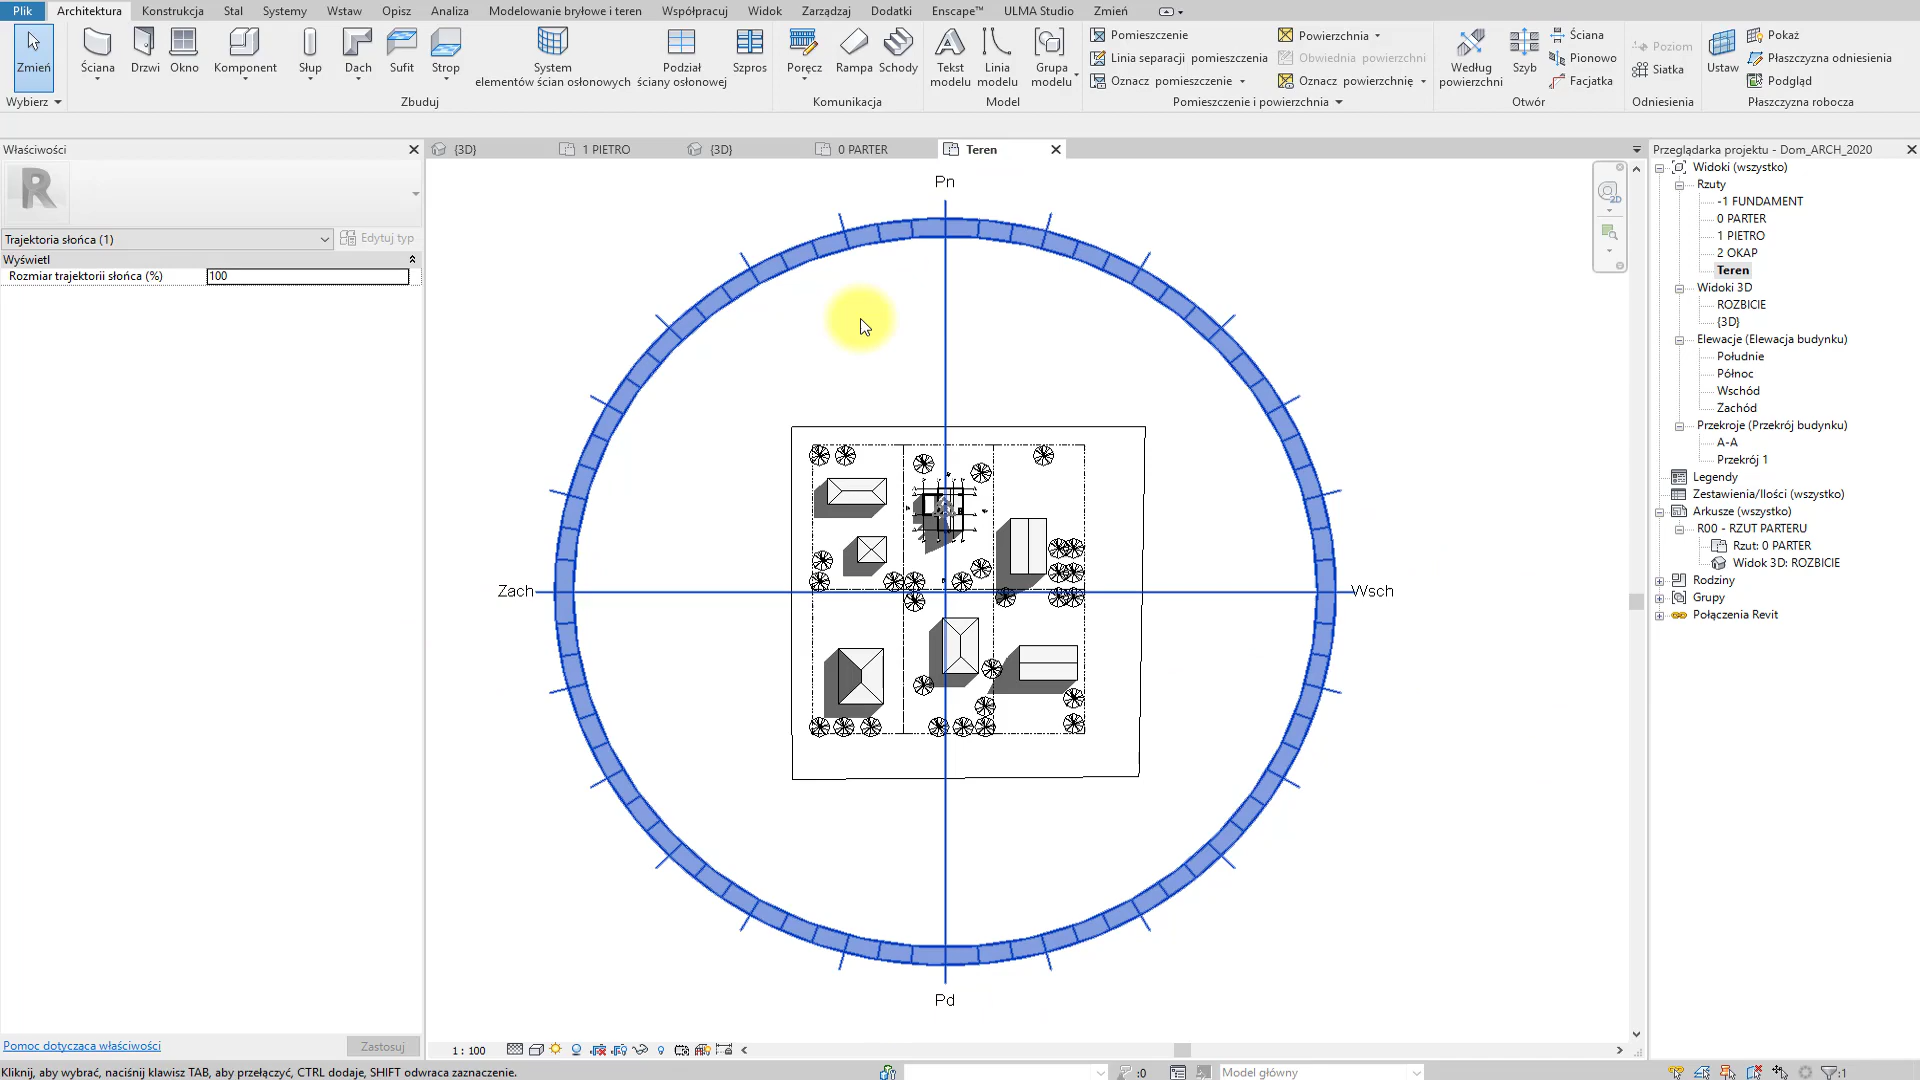 Plik Architektura Konstrukcja Stal Systemy Wstaw Opisz Analiza Modelowanie bryłowe i teren Współpracuj Widok Zarządzaj Dodatki Enscape™ ULMA Studio Zmień
Zmień Ściana Drzwi Okno Komponent Słup Dach Sufit Strop System elementów ścian osłonowych Podział ściany osłonowej Szpros Poręcz Rampa Schody Tekst modelu Linia modelu Grupa modelu
Pomieszczenie Powierzchnia
Linia separacji pomieszczenia Obwiednia powierzchni
Oznacz pomieszczenie Oznacz powierzchnię
Według powierzchni Szyb Ściana Pionowo Facjatka
Poziom
Siatka
Ustaw Pokaż
Płaszczyzna odniesienia
Podgląd
Wybierz Zbuduj Komunikacja Model Pomieszczenie i powierzchnia Otwór Odniesienia Płaszczyzna robocza
Właściwości
R
Trajektoria słońca (1) Edytuj typ
Wyświetl
Rozmiar trajektorii słońca (%) 100
Pomoc dotycząca właściwości Zastosuj
{3D} 1 PIETRO {3D} 0 PARTER Teren
Pn
Zach Wsch
Pd
2D
1 : 100
Przeglądarka projektu - Dom_ARCH_2020
Widoki (wszystko)
Rzuty
-1 FUNDAMENT
0 PARTER
1 PIETRO
2 OKAP
Teren
Widoki 3D
ROZBICIE
{3D}
Elewacje (Elewacja budynku)
Południe
Północ
Wschód
Zachód
Przekroje (Przekrój budynku)
A-A
Przekrój 1
Legendy
Zestawienia/Ilości (wszystko)
Arkusze (wszystko)
R00 - RZUT PARTERU
Rzut: 0 PARTER
Widok 3D: ROZBICIE
Rodziny
Grupy
Połączenia Revit
Kliknij, aby wybrać, naciśnij klawisz TAB, aby przełączyć, CTRL dodaje, SHIFT odwraca zaznaczenie. :0 Model główny :1